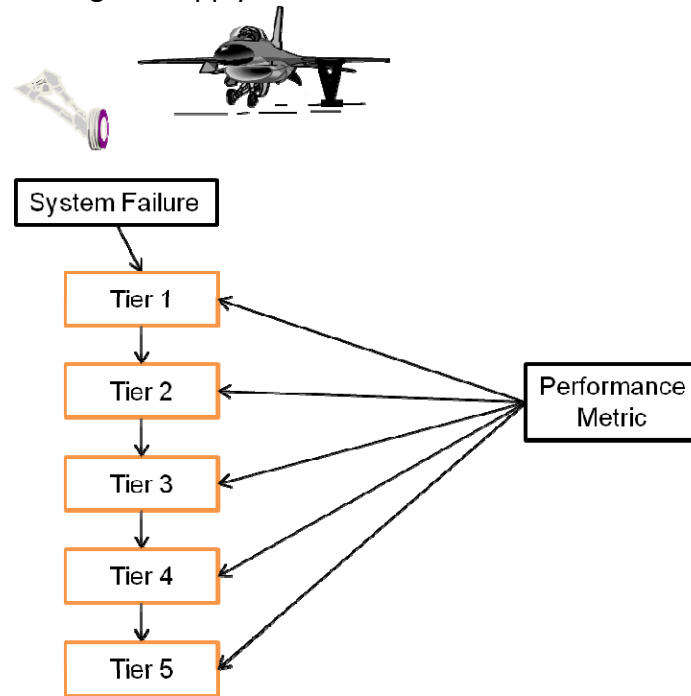 System Failure
Tier 1
Tier 2
Performance
Metric
Tier 3
Tier 4
Tier 5